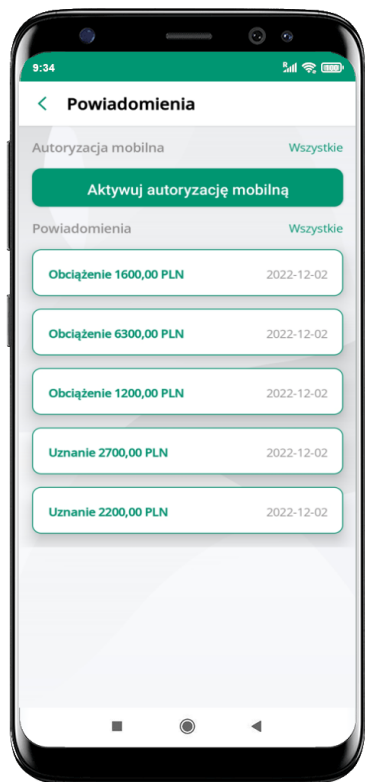 9:34
R
100
Powiadomienia
Autoryzacja mobilna Wszystkie
Aktywuj autoryzację mobilną
Powiadomienia Wszystkie
Obciążenie 1600,00 PLN 2022-12-02
Obciążenie 6300,00 PLN 2022-12-02
Obciążenie 1200,00 PLN 2022-12-02
Uznanie 2700,00 PLN 2022-12-02
Uznanie 2200,00 PLN 2022-12-02